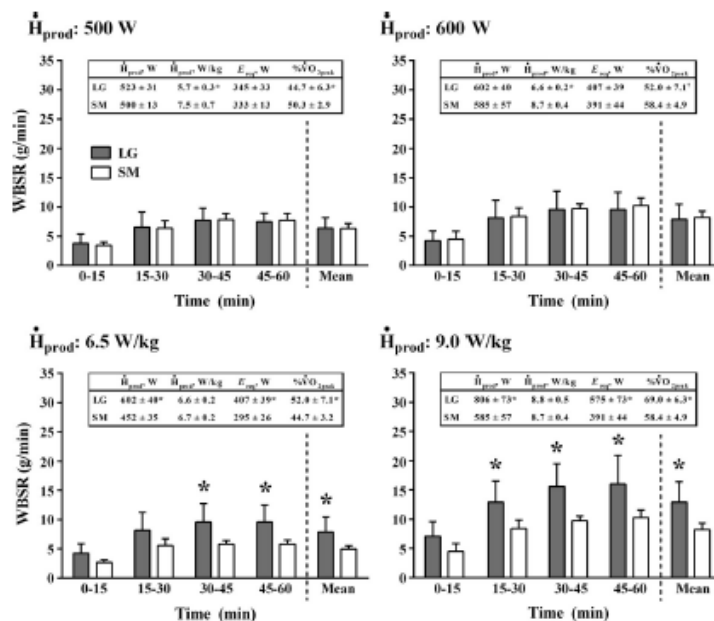 Ḣprod: 500 W
Ḣprod, W Ḣprod, W/kg Ereq, W %V̇O2peak
LG 523 ± 31 5.7 ± 0.3* 345 ± 33 44.7 ± 6.3*
SM 500 ± 13 7.5 ± 0.7 333 ± 13 50.3 ± 2.9
WBSR (g/min)
35
30
25
20
15
10
5
0
LG
SM
0-15 15-30 30-45 45-60 Mean
Time (min)
Ḣprod: 600 W
Ḣprod, W Ḣprod, W/kg Ereq, W %V̇O2peak
LG 602 ± 40 6.6 ± 0.2* 407 ± 39 52.0 ± 7.1*
SM 585 ± 57 8.7 ± 0.4 391 ± 44 58.4 ± 4.9
WBSR (g/min)
35
30
25
20
15
10
5
0
0-15 15-30 30-45 45-60 Mean
Time (min)
Ḣprod: 6.5 W/kg
Ḣprod, W Ḣprod, W/kg Ereq, W %V̇O2peak
LG 602 ± 40* 6.6 ± 0.2 407 ± 39* 52.0 ± 7.1*
SM 452 ± 35 6.7 ± 0.2 295 ± 26 44.7 ± 3.2
WBSR (g/min)
35
30
25
20
15
10
5
0
* * *
0-15 15-30 30-45 45-60 Mean
Time (min)
Ḣprod: 9.0 W/kg
Ḣprod, W Ḣprod, W/kg Ereq, W %V̇O2peak
LG 806 ± 73* 8.8 ± 0.5 575 ± 73* 69.0 ± 6.3*
SM 585 ± 57 8.7 ± 0.4 391 ± 44 58.4 ± 4.9
WBSR (g/min)
35
30
25
20
15
10
5
0
* * * *
0-15 15-30 30-45 45-60 Mean
Time (min)